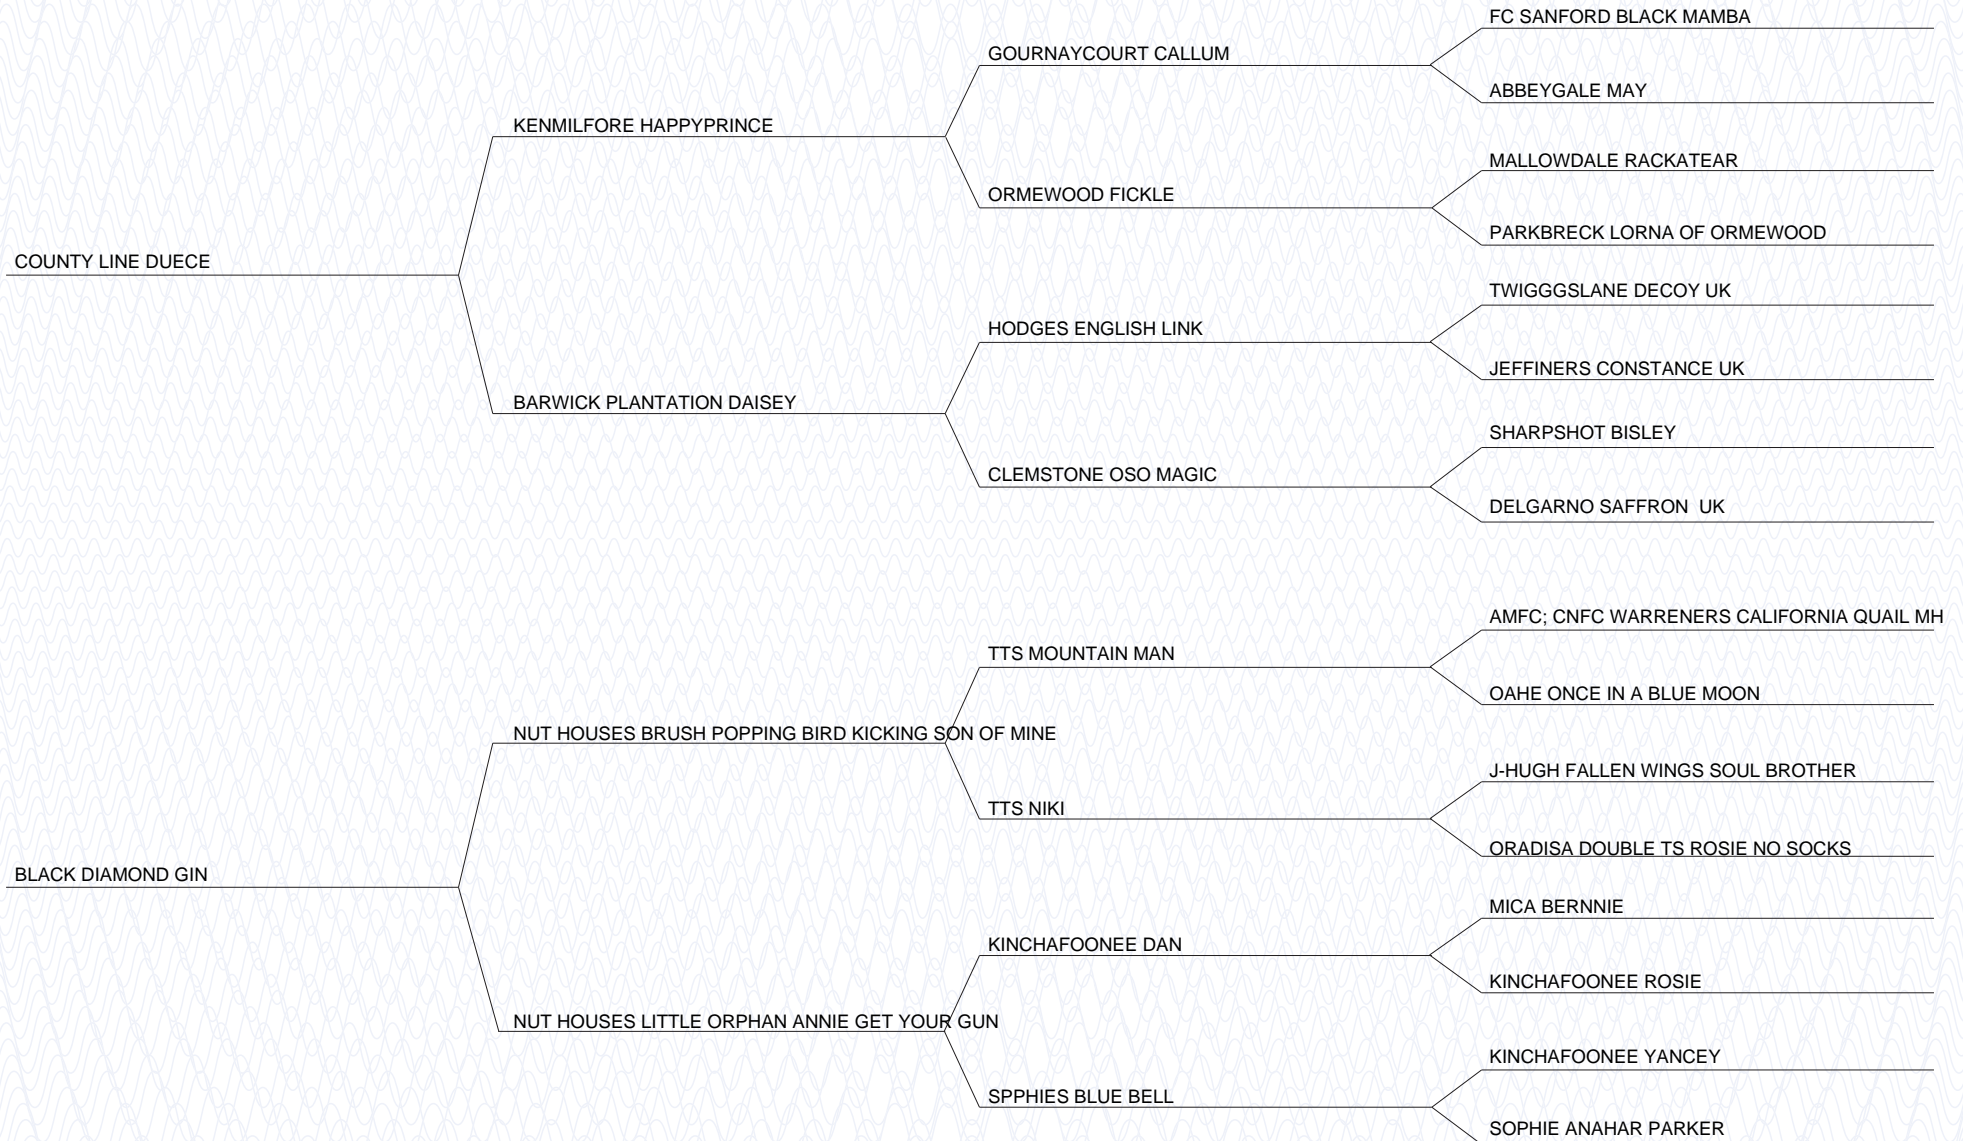 FC SANFORD BLACK MAMBA
GOURNAYCOURT CALLUM
ABBEYGALE MAY
KENMILFORE HAPPYPRINCE
MALLOWDALE RACKATEAR
ORMEWOOD FICKLE
PARKBRECK LORNA OF ORMEWOOD
COUNTY LINE DUECE
TWIGGGSLANE DECOY UK
HODGES ENGLISH LINK
JEFFINERS CONSTANCE UK
BARWICK PLANTATION DAISEY
SHARPSHOT BISLEY
CLEMSTONE OSO MAGIC
DELGARNO SAFFRON  UK
AMFC; CNFC WARRENERS CALIFORNIA QUAIL MH
TTS MOUNTAIN MAN
OAHE ONCE IN A BLUE MOON
NUT HOUSES BRUSH POPPING BIRD KICKING SON OF MINE
J-HUGH FALLEN WINGS SOUL BROTHER
TTS NIKI
ORADISA DOUBLE TS ROSIE NO SOCKS
BLACK DIAMOND GIN
MICA BERNNIE
KINCHAFOONEE DAN
KINCHAFOONEE ROSIE
NUT HOUSES LITTLE ORPHAN ANNIE GET YOUR GUN
KINCHAFOONEE YANCEY
SPPHIES BLUE BELL
SOPHIE ANAHAR PARKER